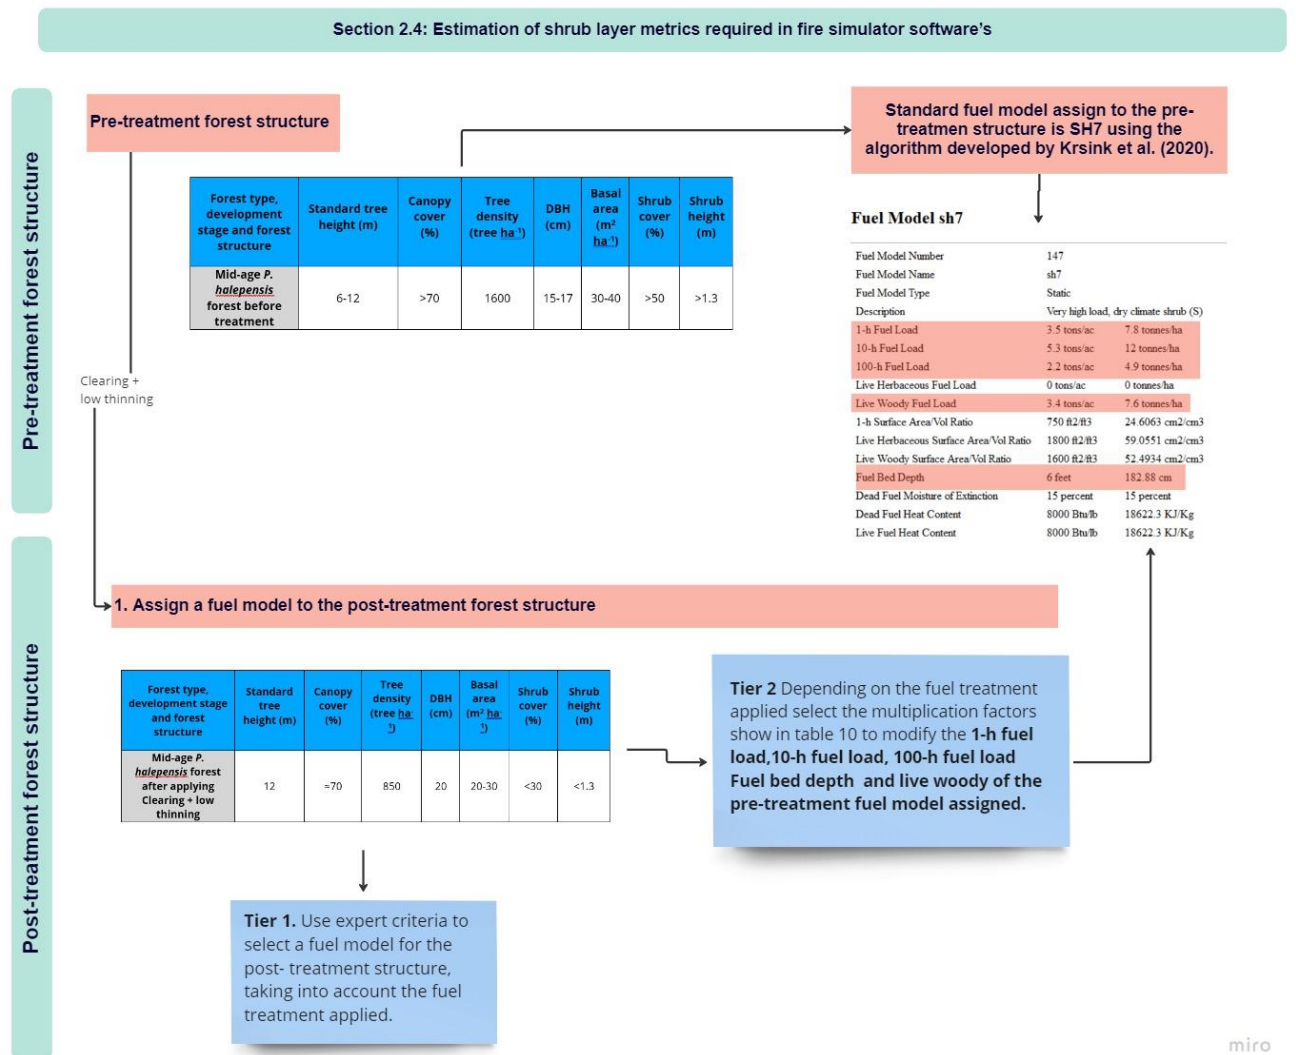 Section 2.4: Estimation of shrub layer metrics required in fire simulator software's
Pre-treatment forest structure
Pre-treatment forest structure
Standard fuel model assign to the pre-
treatmen structure is SH7 using the
algorithm developed by Krsink et al. (2020).
Forest type,
development
stage and forest
structure
Standard tree
height (m)
Canopy
cover
(%)
Tree
density
(tree ha-1)
DBH
(cm)
Basal
area
(m2
ha-1)
Shrub
cover
(%)
Shrub
height
(m)
Mid-age P.
halepensis
forest before
treatment
6-12
>70
1600
15-17
30-40
>50
>1.3
Fuel Model sh7
Fuel Model Number 147
Fuel Model Name sh7
Fuel Model Type Static
Description Very high load, dry climate shrub (S)
1-h Fuel Load 3.5 tons/ac 7.8 tonnes/ha
10-h Fuel Load 5.3 tons/ac 12 tonnes/ha
100-h Fuel Load 2.2 tons/ac 4.9 tonnes/ha
Live Herbaceous Fuel Load 0 tons/ac 0 tonnes/ha
Live Woody Fuel Load 3.4 tons/ac 7.6 tonnes/ha
1-h Surface Area/Vol Ratio 750 ft2/ft3 24.6063 cm2/cm3
Live Herbaceous Surface Area/Vol Ratio 1800 ft2/ft3 59.0551 cm2/cm3
Live Woody Surface Area/Vol Ratio 1600 ft2/ft3 52.4934 cm2/cm3
Fuel Bed Depth 6 feet 182.88 cm
Dead Fuel Moisture of Extinction 15 percent 15 percent
Dead Fuel Heat Content 8000 Btu/lb 18622.3 KJ/Kg
Live Fuel Heat Content 8000 Btu/lb 18622.3 KJ/Kg
Clearing +
low thinning
Post-treatment forest structure
1. Assign a fuel model to the post-treatment forest structure
Forest type,
development stage
and forest
structure
Standard
tree
height (m)
Canopy
cover
(%)
Tree
density
(tree ha-
1)
DBH
(cm)
Basal
area
(m2 ha-
1)
Shrub
cover
(%)
Shrub
height
(m)
Mid-age P.
halepensis forest
after applying
Clearing + low
thinning
12
=70
850
20
20-30
<30
<1.3
Tier 2 Depending on the fuel treatment
applied select the multiplication factors
show in table 10 to modify the 1-h fuel
load,10-h fuel load, 100-h fuel load
Fuel bed depth and live woody of the
pre-treatment fuel model assigned.
Tier 1. Use expert criteria to
select a fuel model for the
post- treatment structure,
taking into account the fuel
treatment applied.
miro